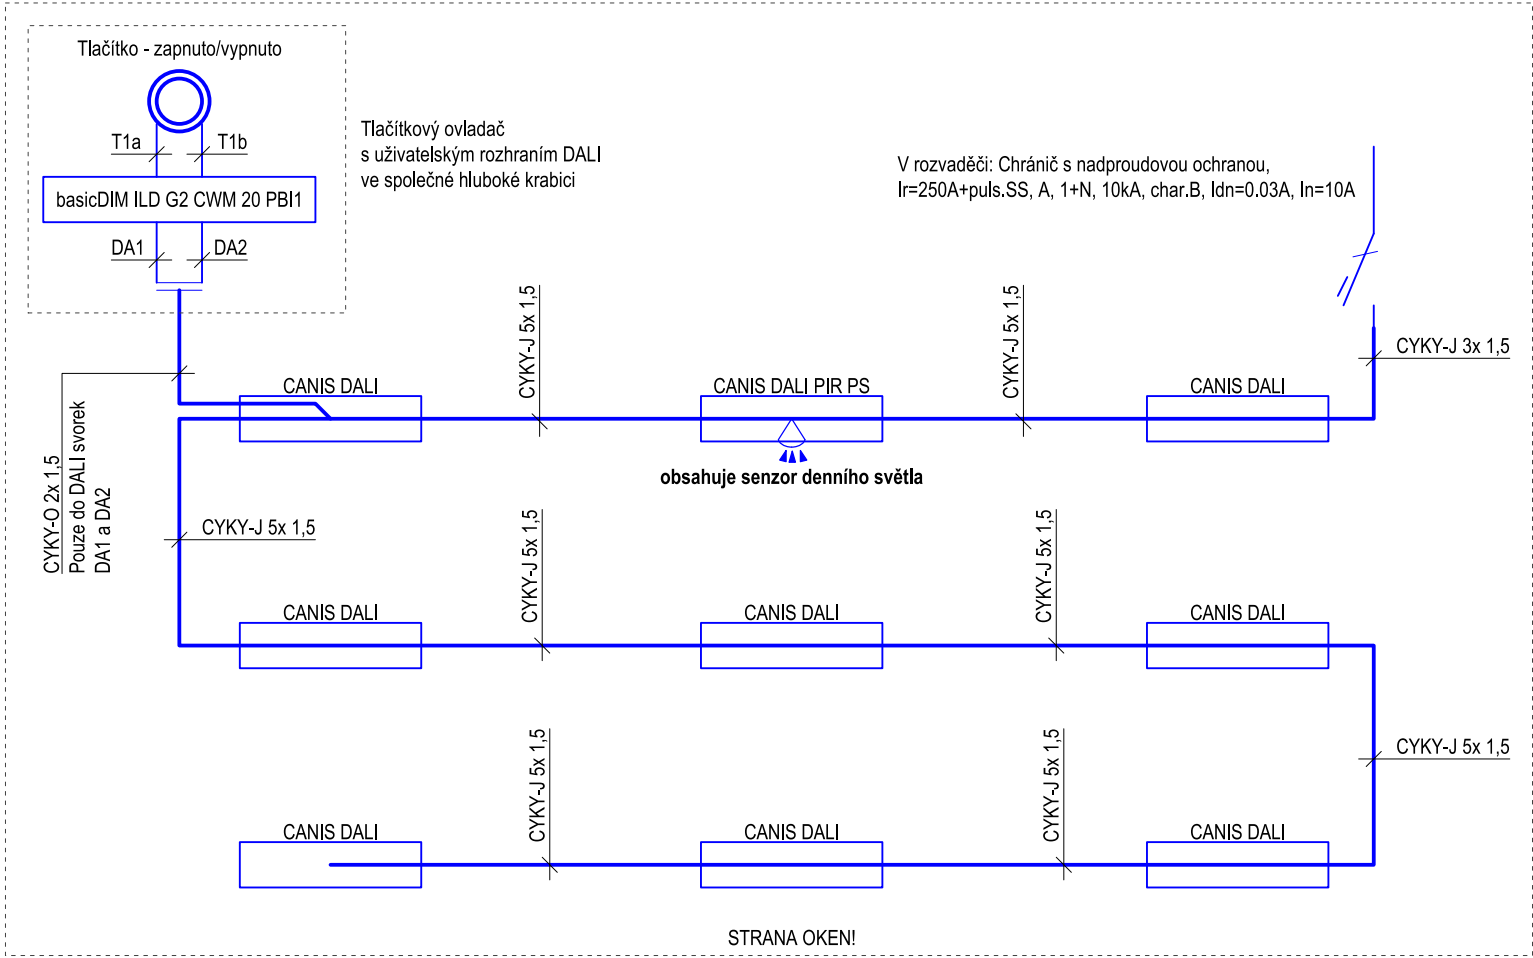 Tlačítko - zapnuto/vypnuto
T1a
T1b
basicDIM ILD G2 CWM 20 PBI1
DA1
DA2
Tlačítkový ovladač
s uživatelským rozhraním DALI
ve společné hluboké krabici
V rozvaděči: Chránič s nadproudovou ochranou,
Ir=250A+puls.SS, A, 1+N, 10kA, char.B, Idn=0.03A, In=10A
CYKY-J 3x 1,5
CYKY-J 5x 1,5
CYKY-J 5x 1,5
CANIS DALI
CANIS DALI PIR PS
CANIS DALI
obsahuje senzor denního světla
CYKY-O 2x 1,5
Pouze do DALI svorek
DA1 a DA2
CYKY-J 5x 1,5
CYKY-J 5x 1,5
CYKY-J 5x 1,5
CANIS DALI
CANIS DALI
CANIS DALI
CYKY-J 5x 1,5
CYKY-J 5x 1,5
CYKY-J 5x 1,5
CANIS DALI
CANIS DALI
CANIS DALI
STRANA OKEN!